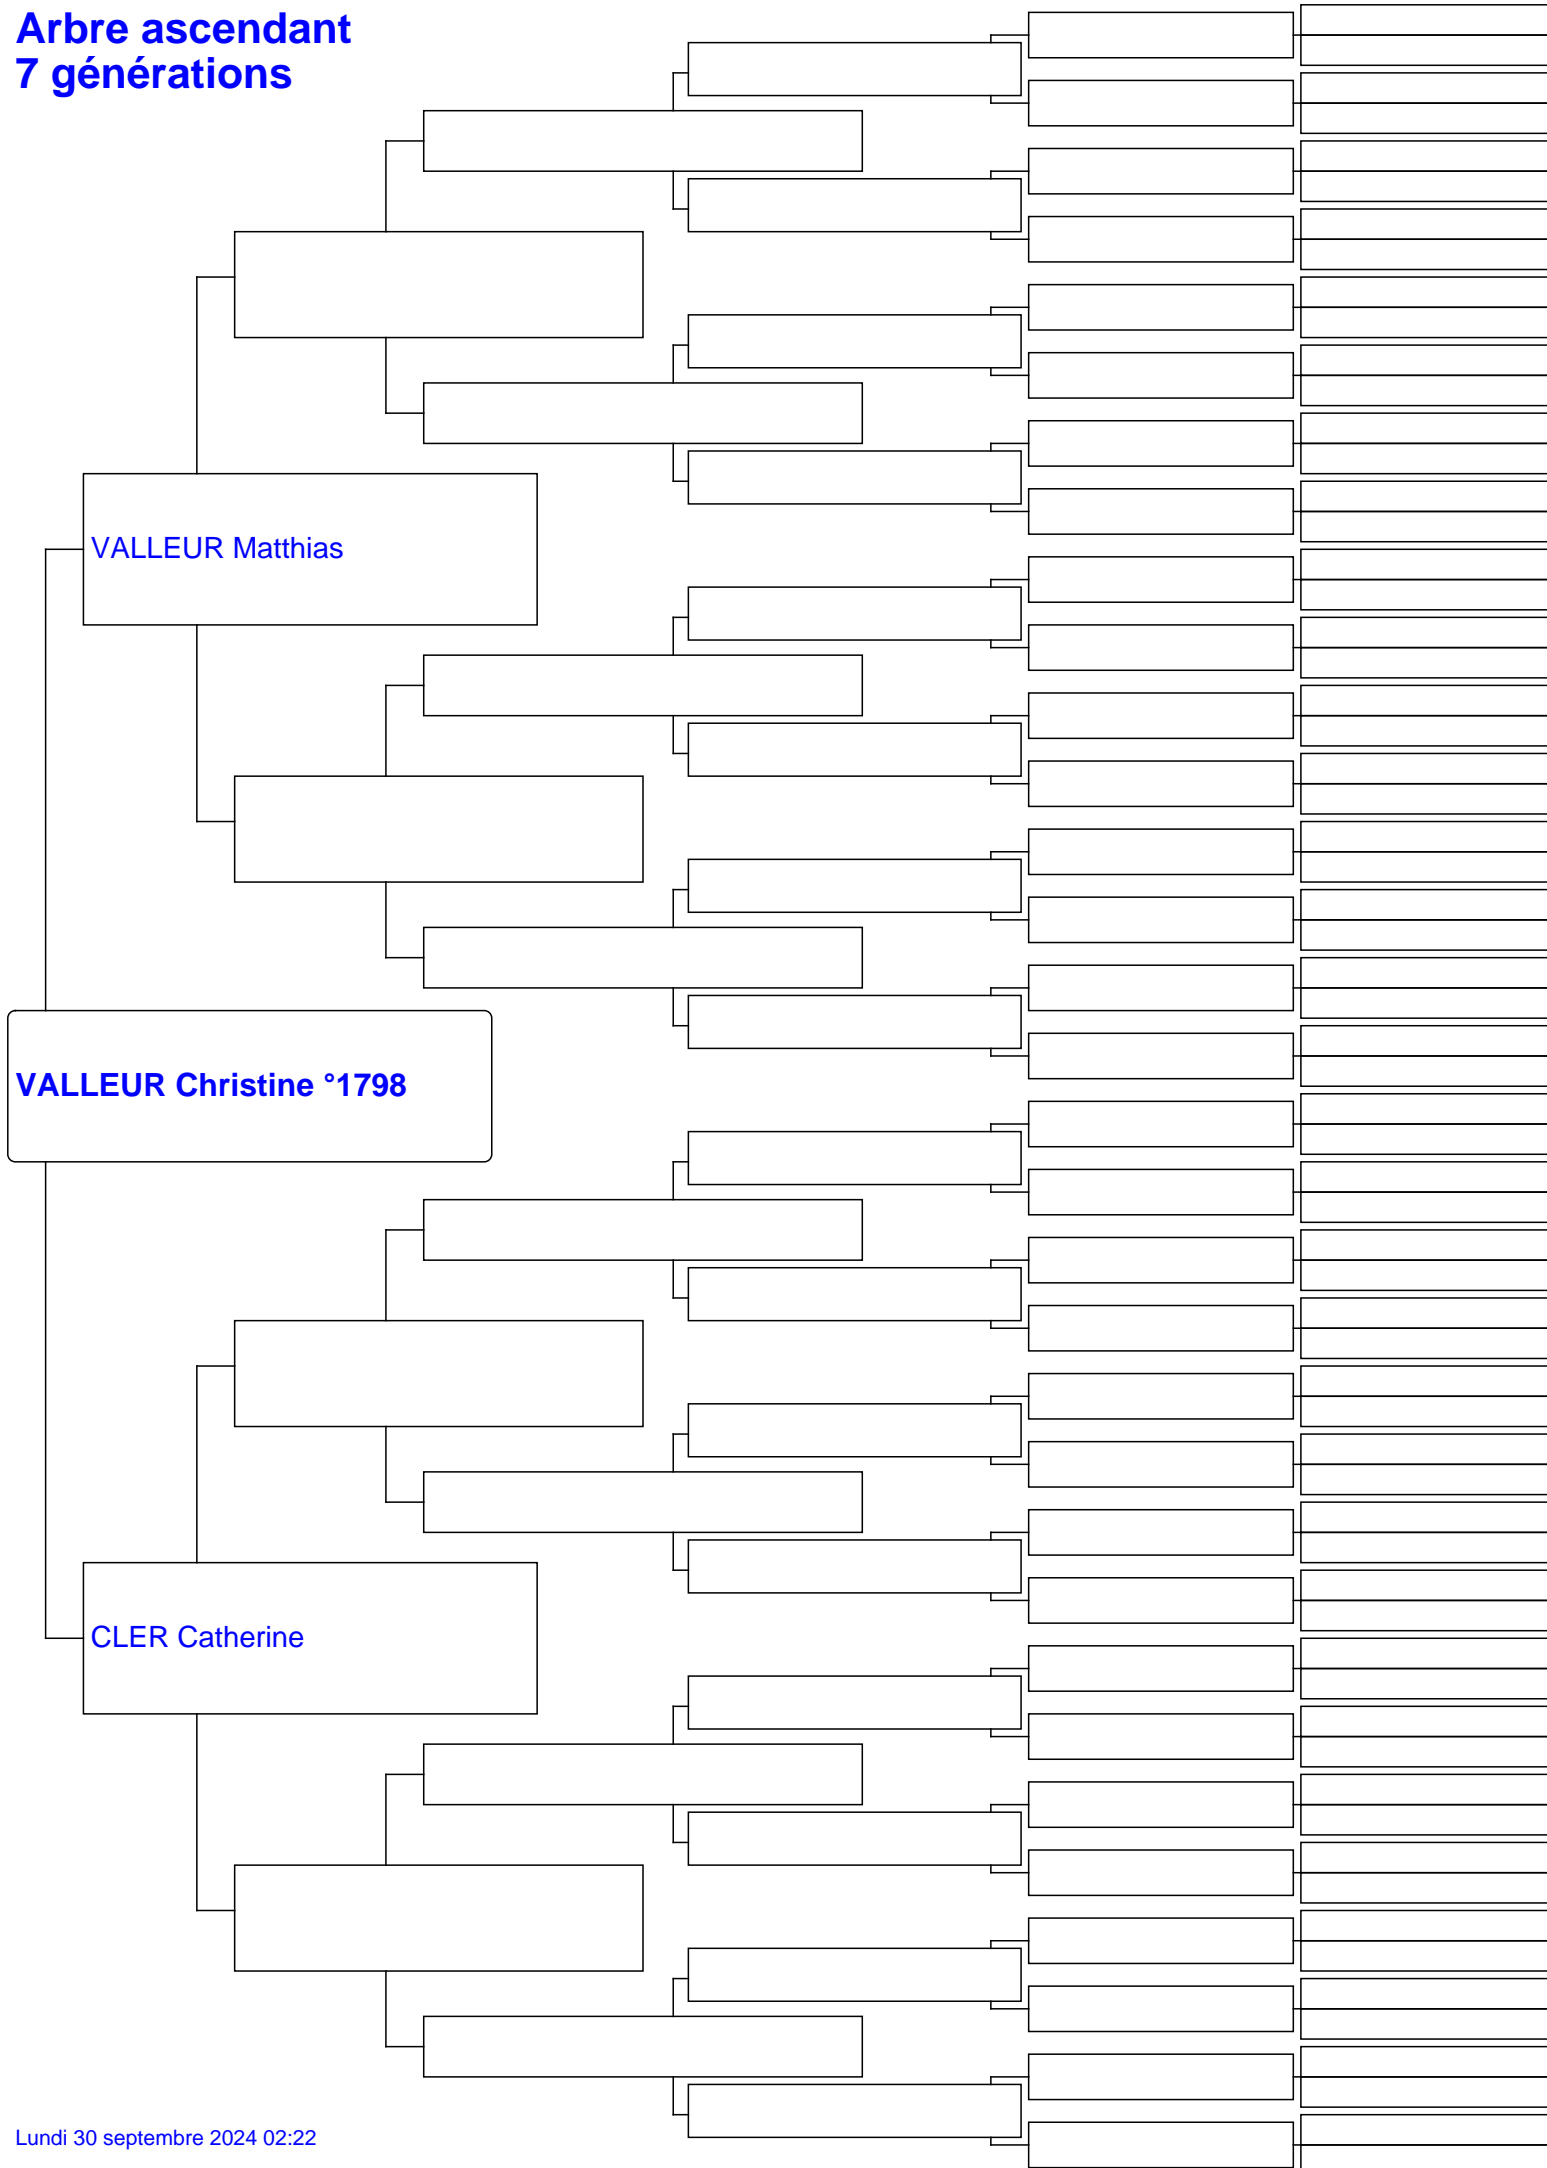 Arbre ascendant
7 générations
VALLEUR Matthias
VALLEUR Christine °1798
CLER Catherine
Lundi 30 septembre 2024 02:22